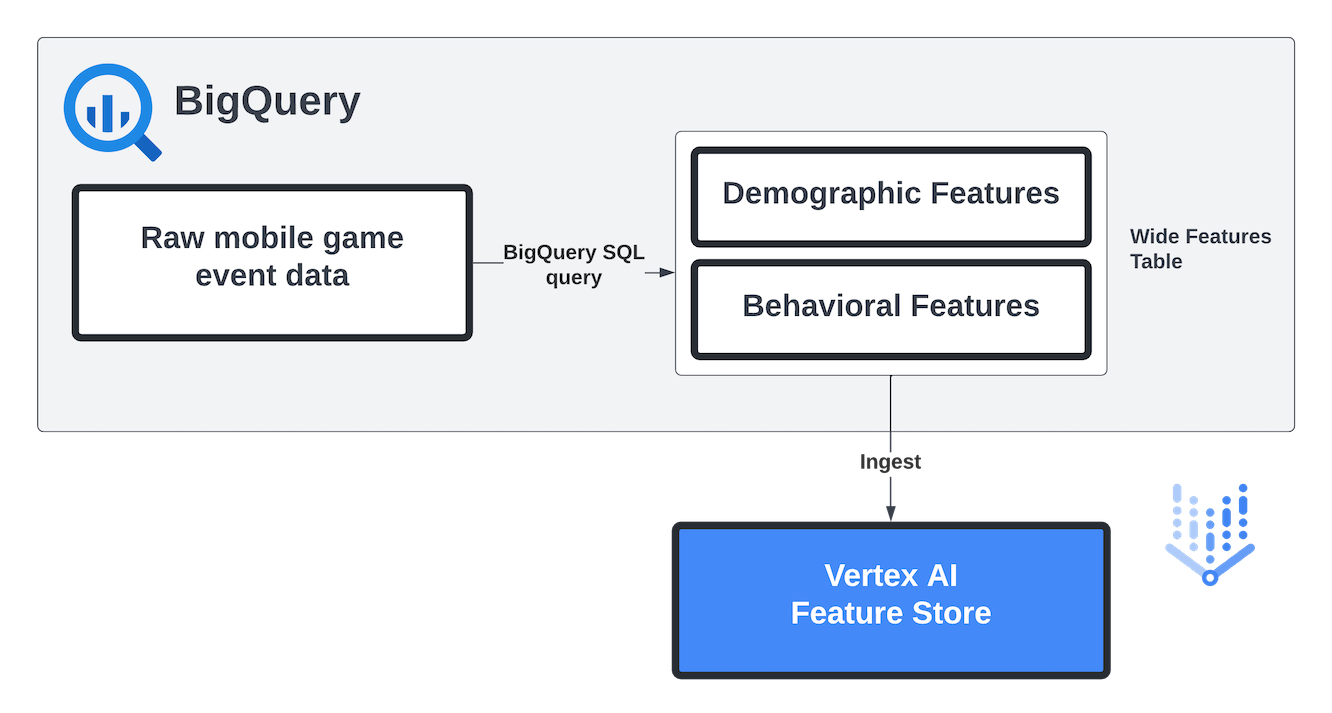 BigQuery
Raw mobile game
event data
BigQuery SQL
query
Demographic Features
Behavioral Features
Wide Features
Table
Ingest
Vertex AI
Feature Store